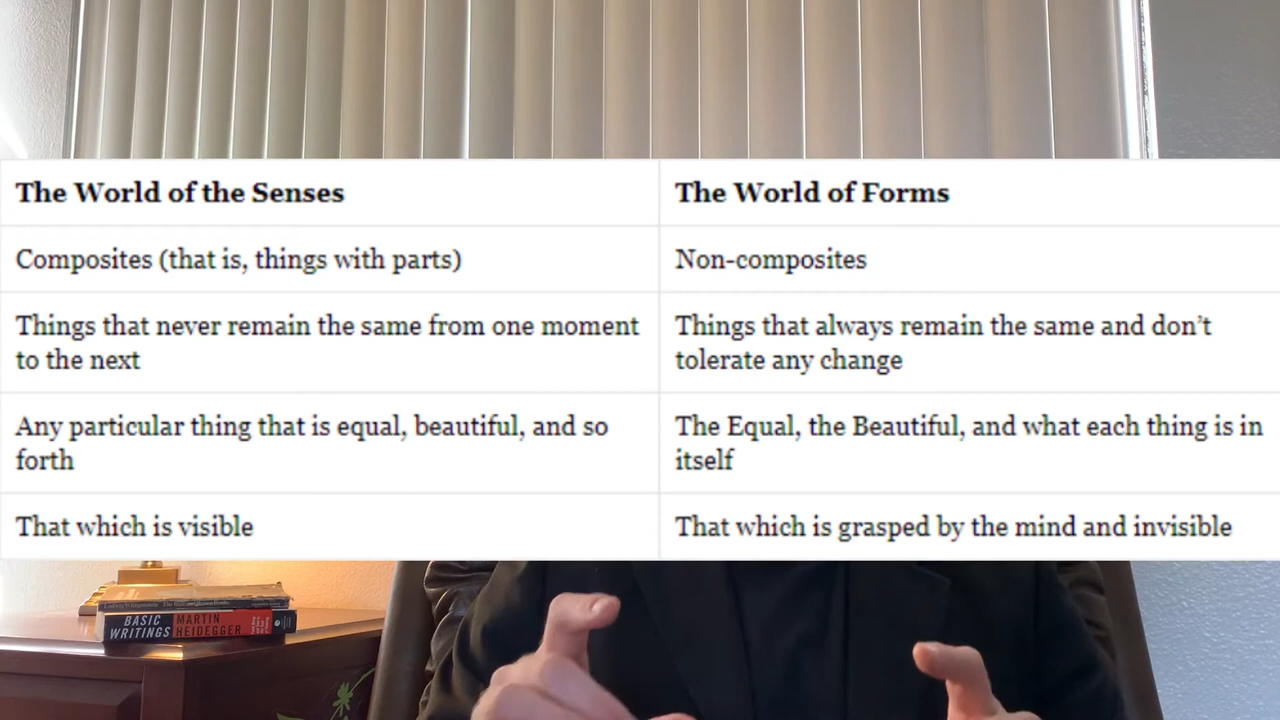 The World of the Senses
The World of Forms
Composites (that is, things with parts)
Non-composites
Things that never remain the same from one moment
to the next
Things that always remain the same and don’t
tolerate any change
Any particular thing that is equal, beautiful, and so
forth
The Equal, the Beautiful, and what each thing is in
itself
That which is visible
That which is grasped by the mind and invisible
BASIC
WRITINGS
MARTIN
HEIDEGGER